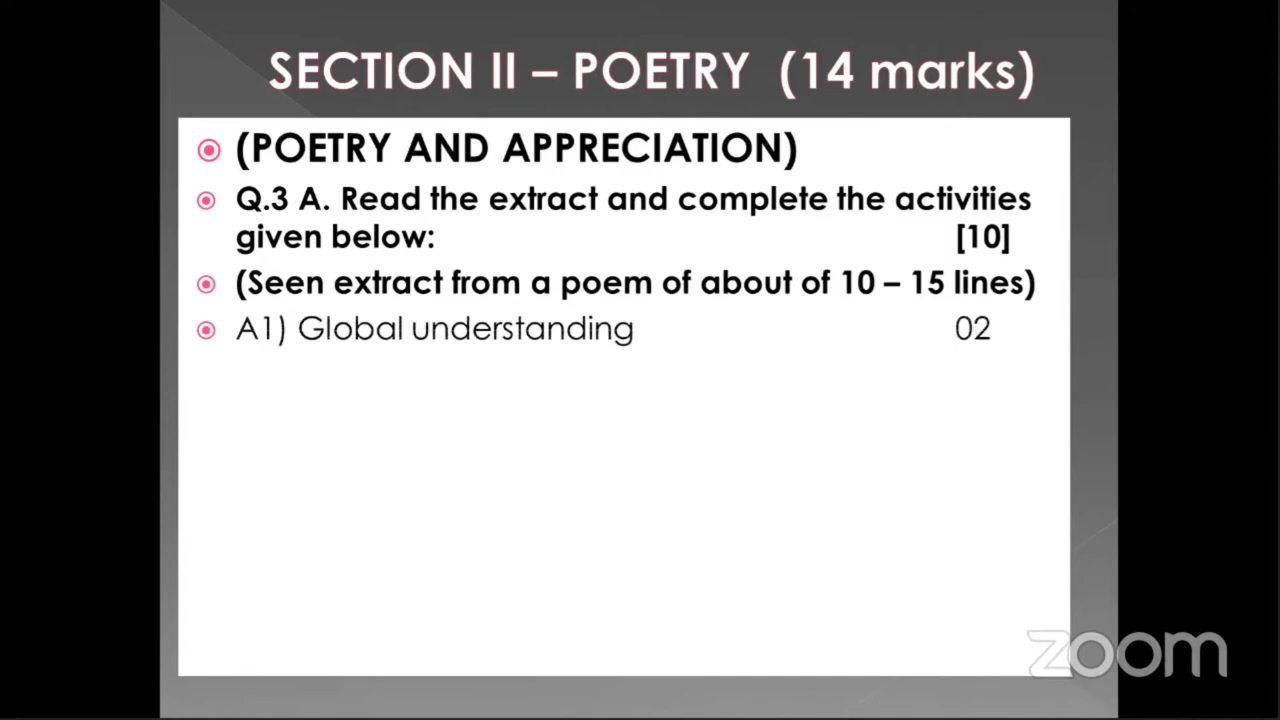 SECTION II – POETRY (14 marks)
(POETRY AND APPRECIATION)
Q.3 A. Read the extract and complete the activities
given below: [10]
(Seen extract from a poem of about of 10 – 15 lines)
A1) Global understanding 02
zoom